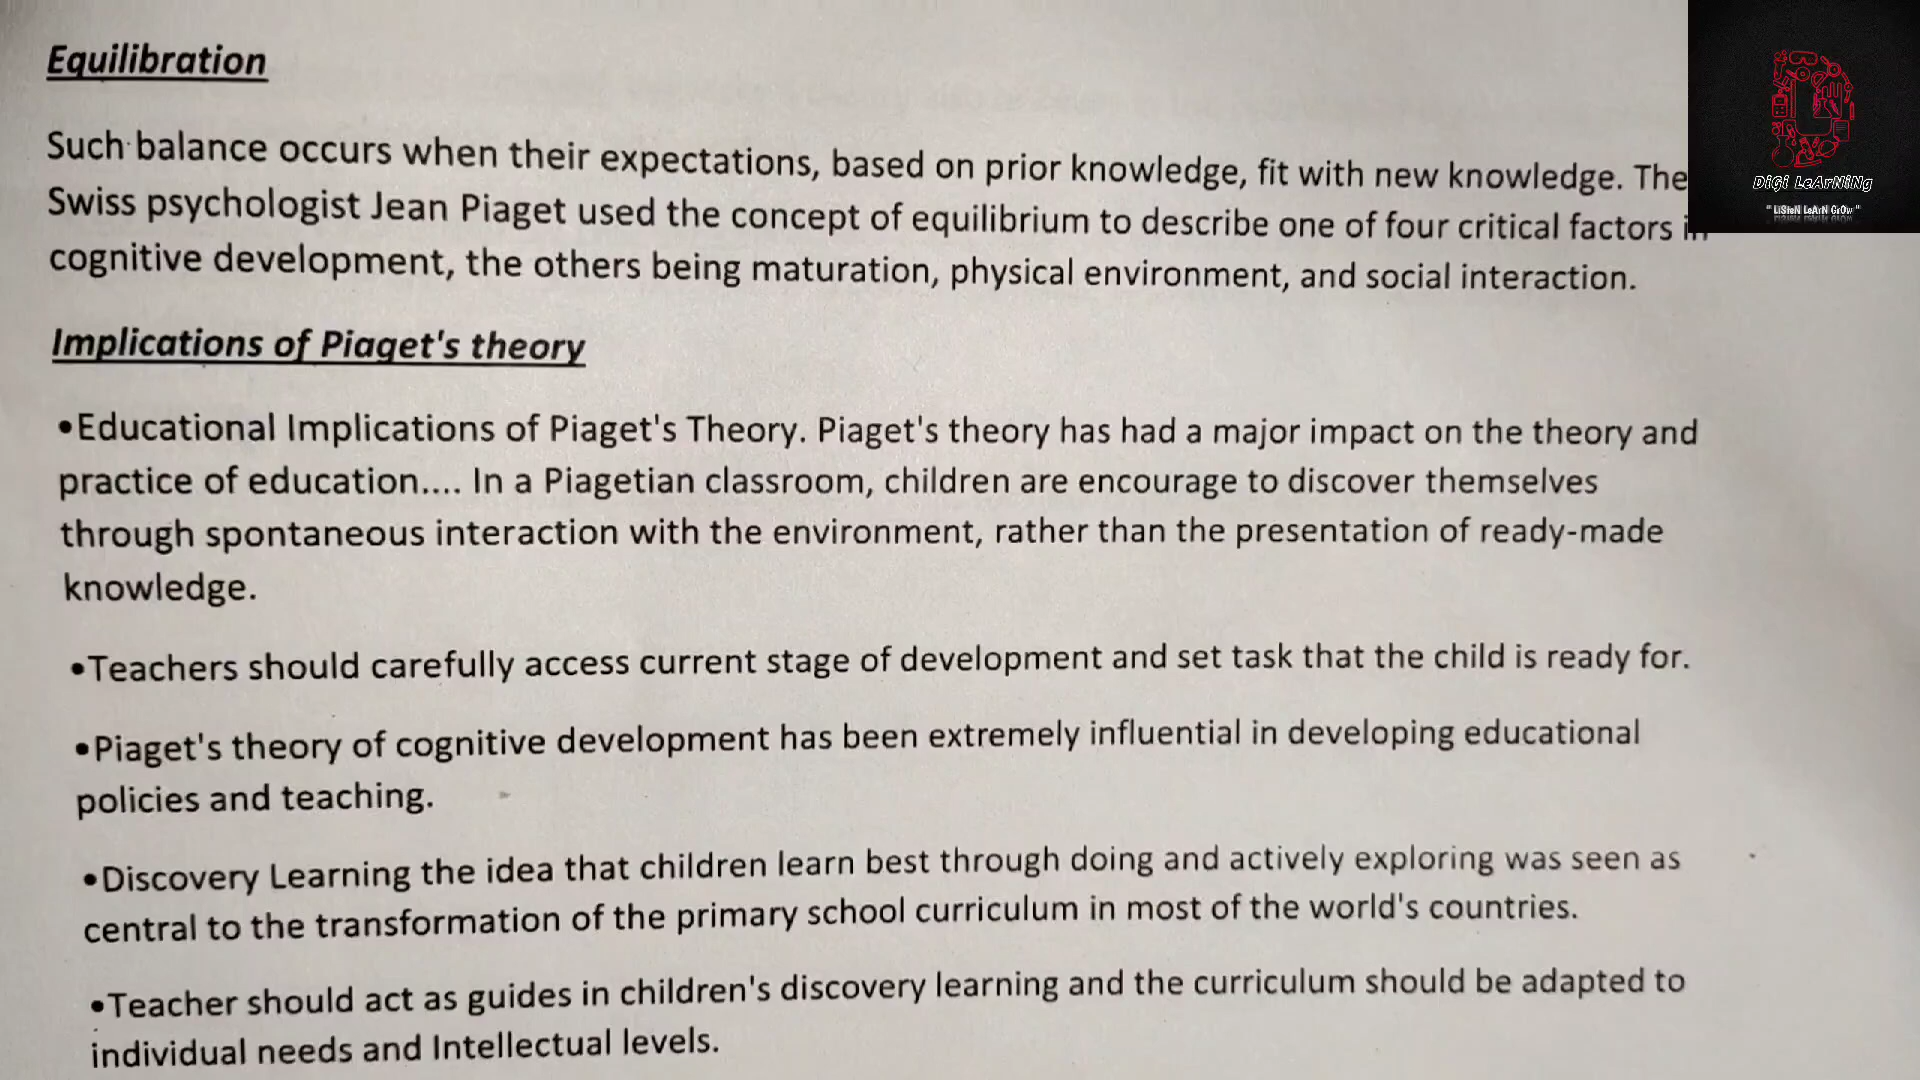 Equilibration
Such balance occurs when their expectations, based on prior knowledge, fit with new knowledge. The
Swiss psychologist Jean Piaget used the concept of equilibrium to describe one of four critical factors in
cognitive development, the others being maturation, physical environment, and social interaction.
Implications of Piaget's theory
•Educational Implications of Piaget's Theory. Piaget's theory has had a major impact on the theory and
practice of education.... In a Piagetian classroom, children are encourage to discover themselves
through spontaneous interaction with the environment, rather than the presentation of ready-made
knowledge.
•Teachers should carefully access current stage of development and set task that the child is ready for.
•Piaget's theory of cognitive development has been extremely influential in developing educational
policies and teaching.
•Discovery Learning the idea that children learn best through doing and actively exploring was seen as
central to the transformation of the primary school curriculum in most of the world's countries.
•Teacher should act as guides in children's discovery learning and the curriculum should be adapted to
individual needs and Intellectual levels.
DiGi LeArNiNg
"LiSteN LeArN GrOw"